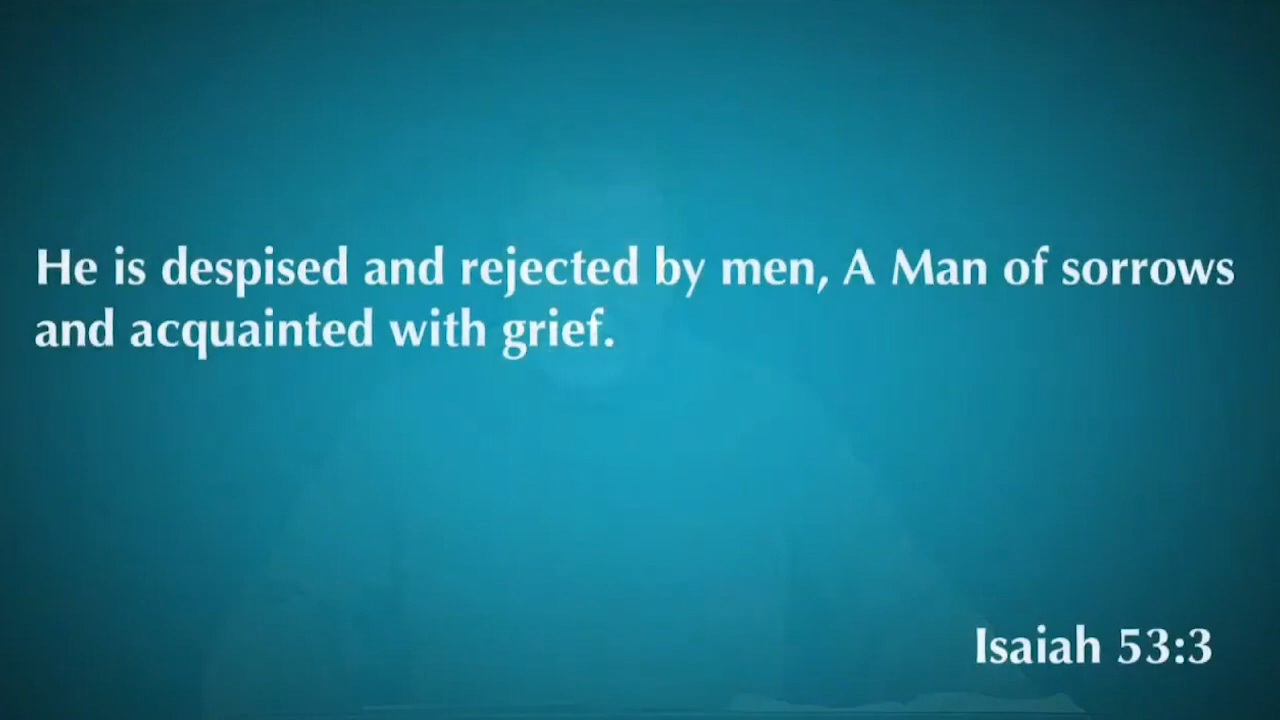 He is despised and rejected by men, A Man of sorrows
and acquainted with grief.
Isaiah 53:3